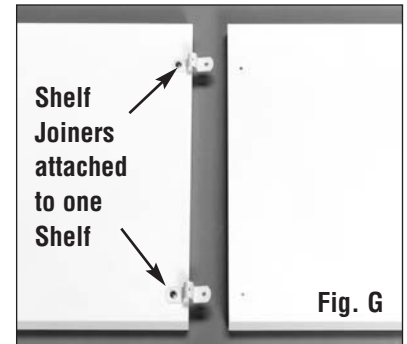 Shelf
Joiners
attached
to one
Shelf
Fig. G